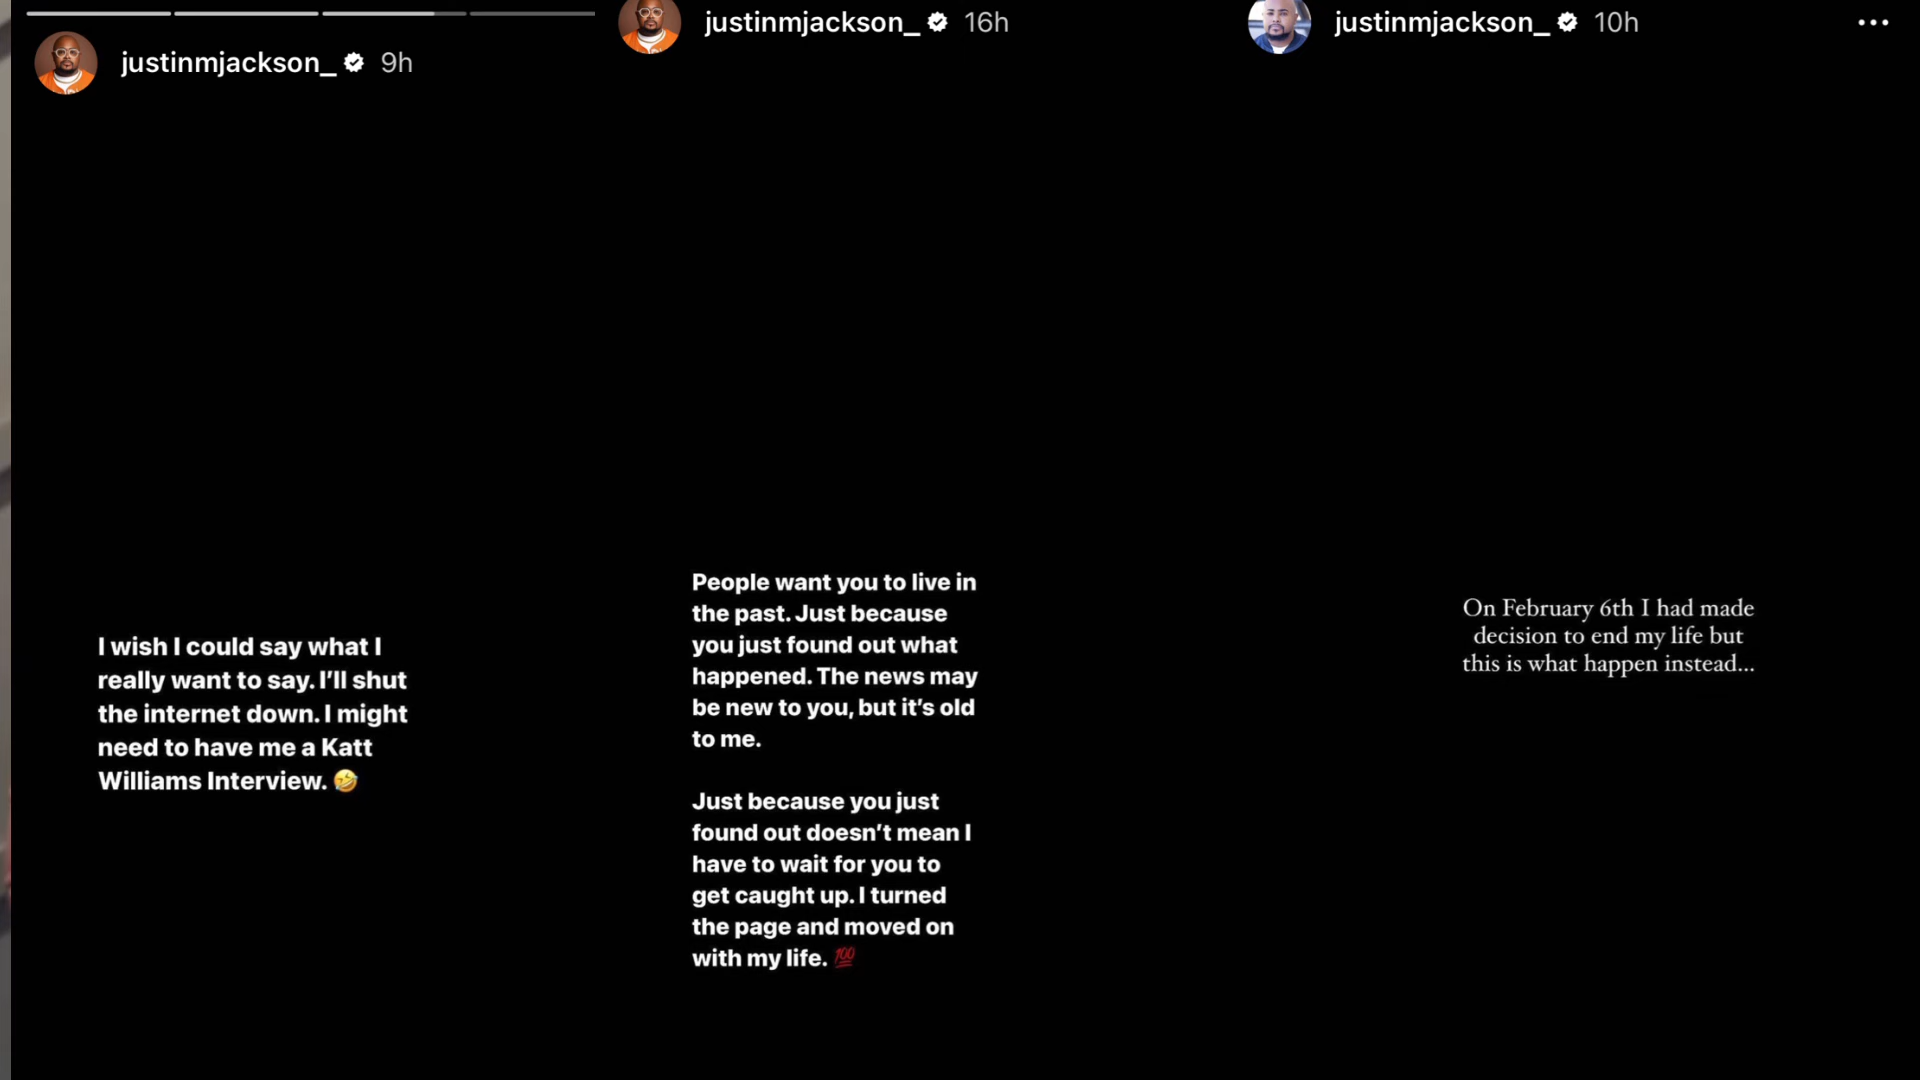 justinmjackson_ 9h
I wish I could say what I
really want to say. I'll shut
the internet down. I might
need to have me a Katt
Williams Interview. 🤣
justinmjackson_ 16h
People want you to live in
the past. Just because
you just found out what
happened. The news may
be new to you, but it's old
to me.
Just because you just
found out doesn't mean I
have to wait for you to
get caught up. I turned
the page and moved on
with my life. 💯
justinmjackson_ 10h
On February 6th I had made
decision to end my life but
this is what happen instead...